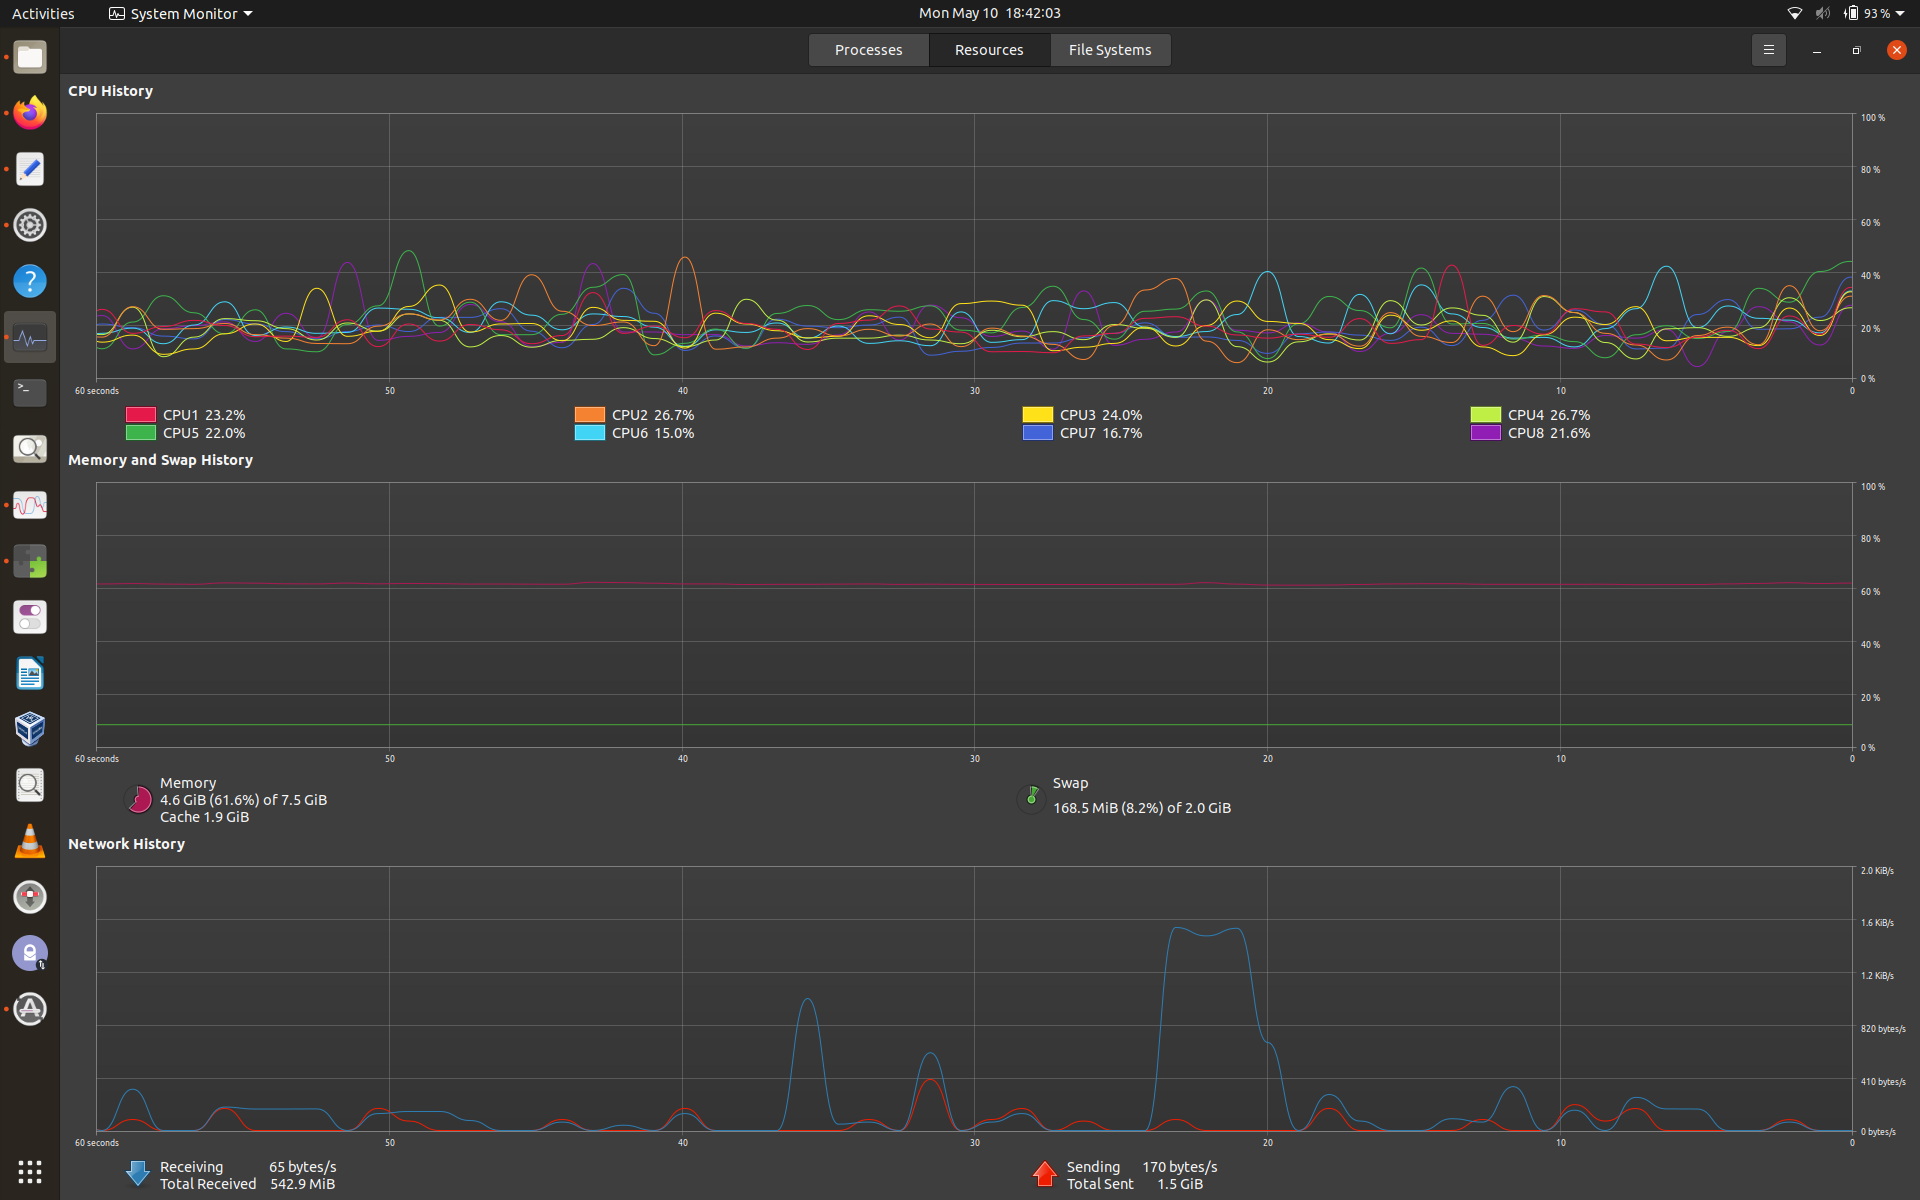 Activities System Monitor Mon May 10 18:42:03 93 %
Processes Resources File Systems
CPU History
100 %
80 %
60 %
40 %
20 %
0 %
60 seconds 50 40 30 20 10 0
CPU1 23.2% CPU2 26.7% CPU3 24.0% CPU4 26.7%
CPU5 22.0% CPU6 15.0% CPU7 16.7% CPU8 21.6%
Memory and Swap History
100 %
80 %
60 %
40 %
20 %
0 %
60 seconds 50 40 30 20 10 0
Memory
4.6 GiB (61.6%) of 7.5 GiB
Cache 1.9 GiB
Swap
168.5 MiB (8.2%) of 2.0 GiB
Network History
2.0 KiB/s
1.6 KiB/s
1.2 KiB/s
820 bytes/s
410 bytes/s
0 bytes/s
60 seconds 50 40 30 20 10 0
Receiving 65 bytes/s
Total Received 542.9 MiB
Sending 170 bytes/s
Total Sent 1.5 GiB